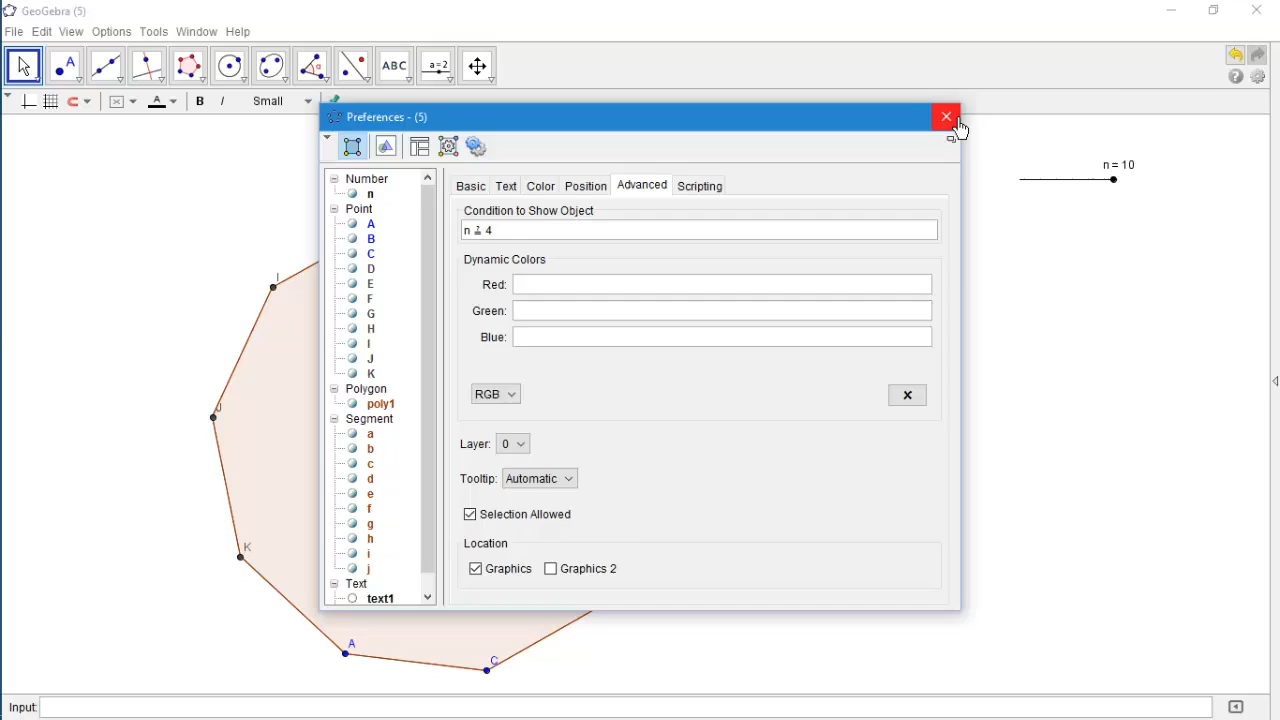 GeoGebra (5)
File Edit View Options Tools Window Help
A ABC a=2
A B I Small
Preferences - (5)
n = 10
Number
n
Point
A
B
C
D
E
F
G
H
I
J
K
Polygon
poly1
Segment
a
b
c
d
e
f
g
h
i
j
Text
text1
Basic Text Color Position Advanced Scripting
Condition to Show Object
n ≟ 4
Dynamic Colors
Red:
Green:
Blue:
RGB
Layer: 0
Tooltip: Automatic
Selection Allowed
Location
Graphics Graphics 2
I
J
K
A
C
Input: